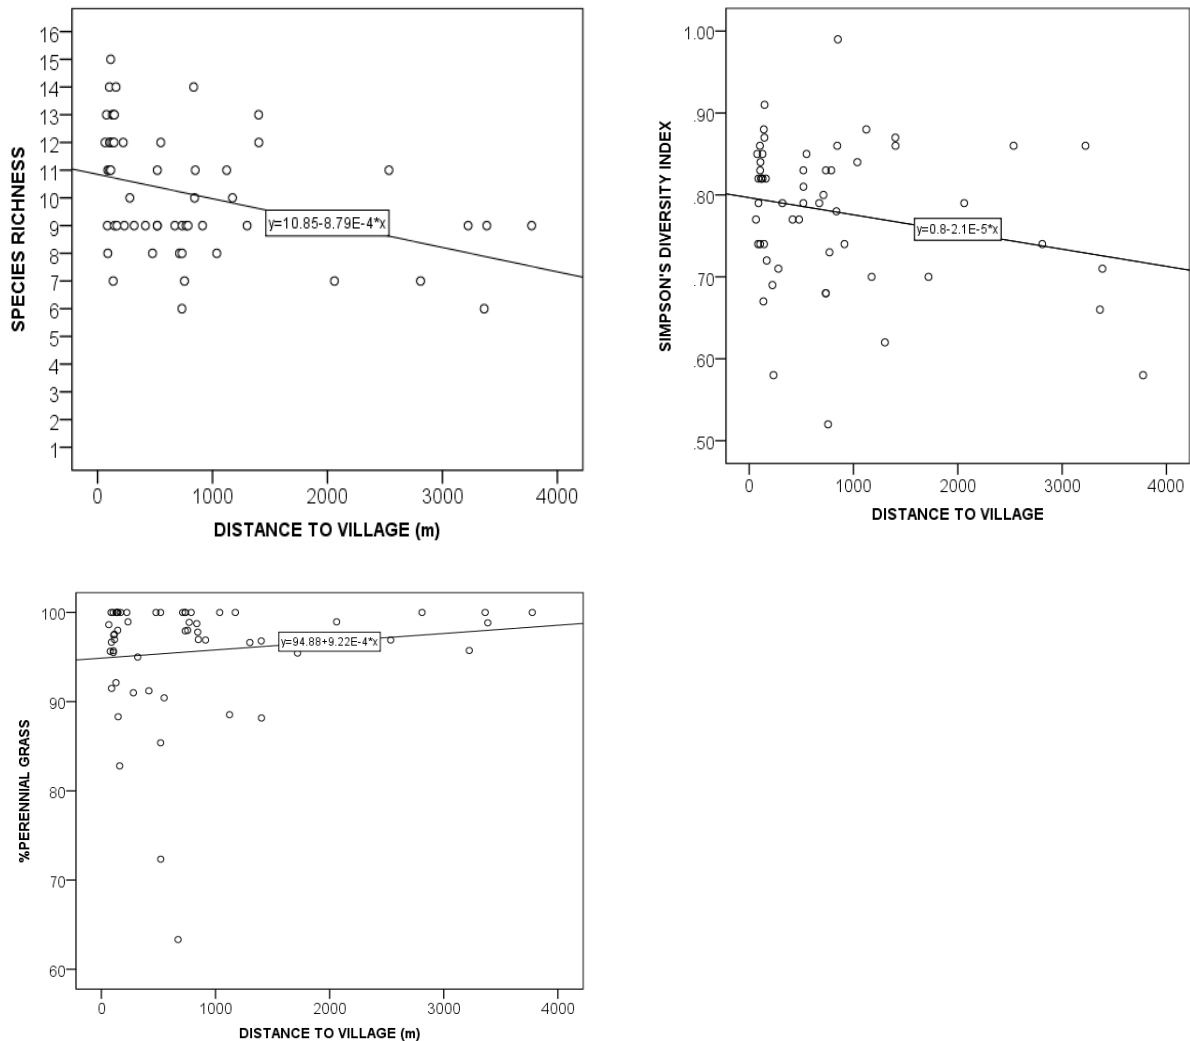 SPECIES RICHNESS
16
15
14
13
12
11
10
9
8
7
6
5
4
3
2
1
y=10.85-8.79E-4*x
0 1000 2000 3000 4000
DISTANCE TO VILLAGE (m)
SIMPSON'S DIVERSITY INDEX
1.00
.90
.80
.70
.60
.50
y=0.8-2.1E-5*x
0 1000 2000 3000 4000
DISTANCE TO VILLAGE
%PERENNIAL GRASS
100
90
80
70
60
y=94.88+9.22E-4*x
0 1000 2000 3000 4000
DISTANCE TO VILLAGE (m)